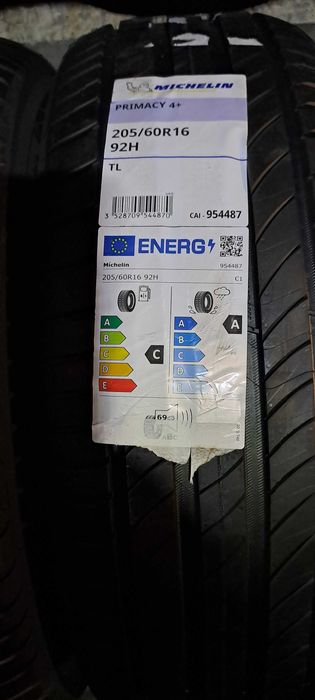 MICHELIN
PRIMACY 4+
205/60R16
92H
TL
3 528709 544870
CAI - 954487
ENERG
Michelin 954487
205/60R16 92H C1
A A A
B B
C C C
D D
E E
69
ABC